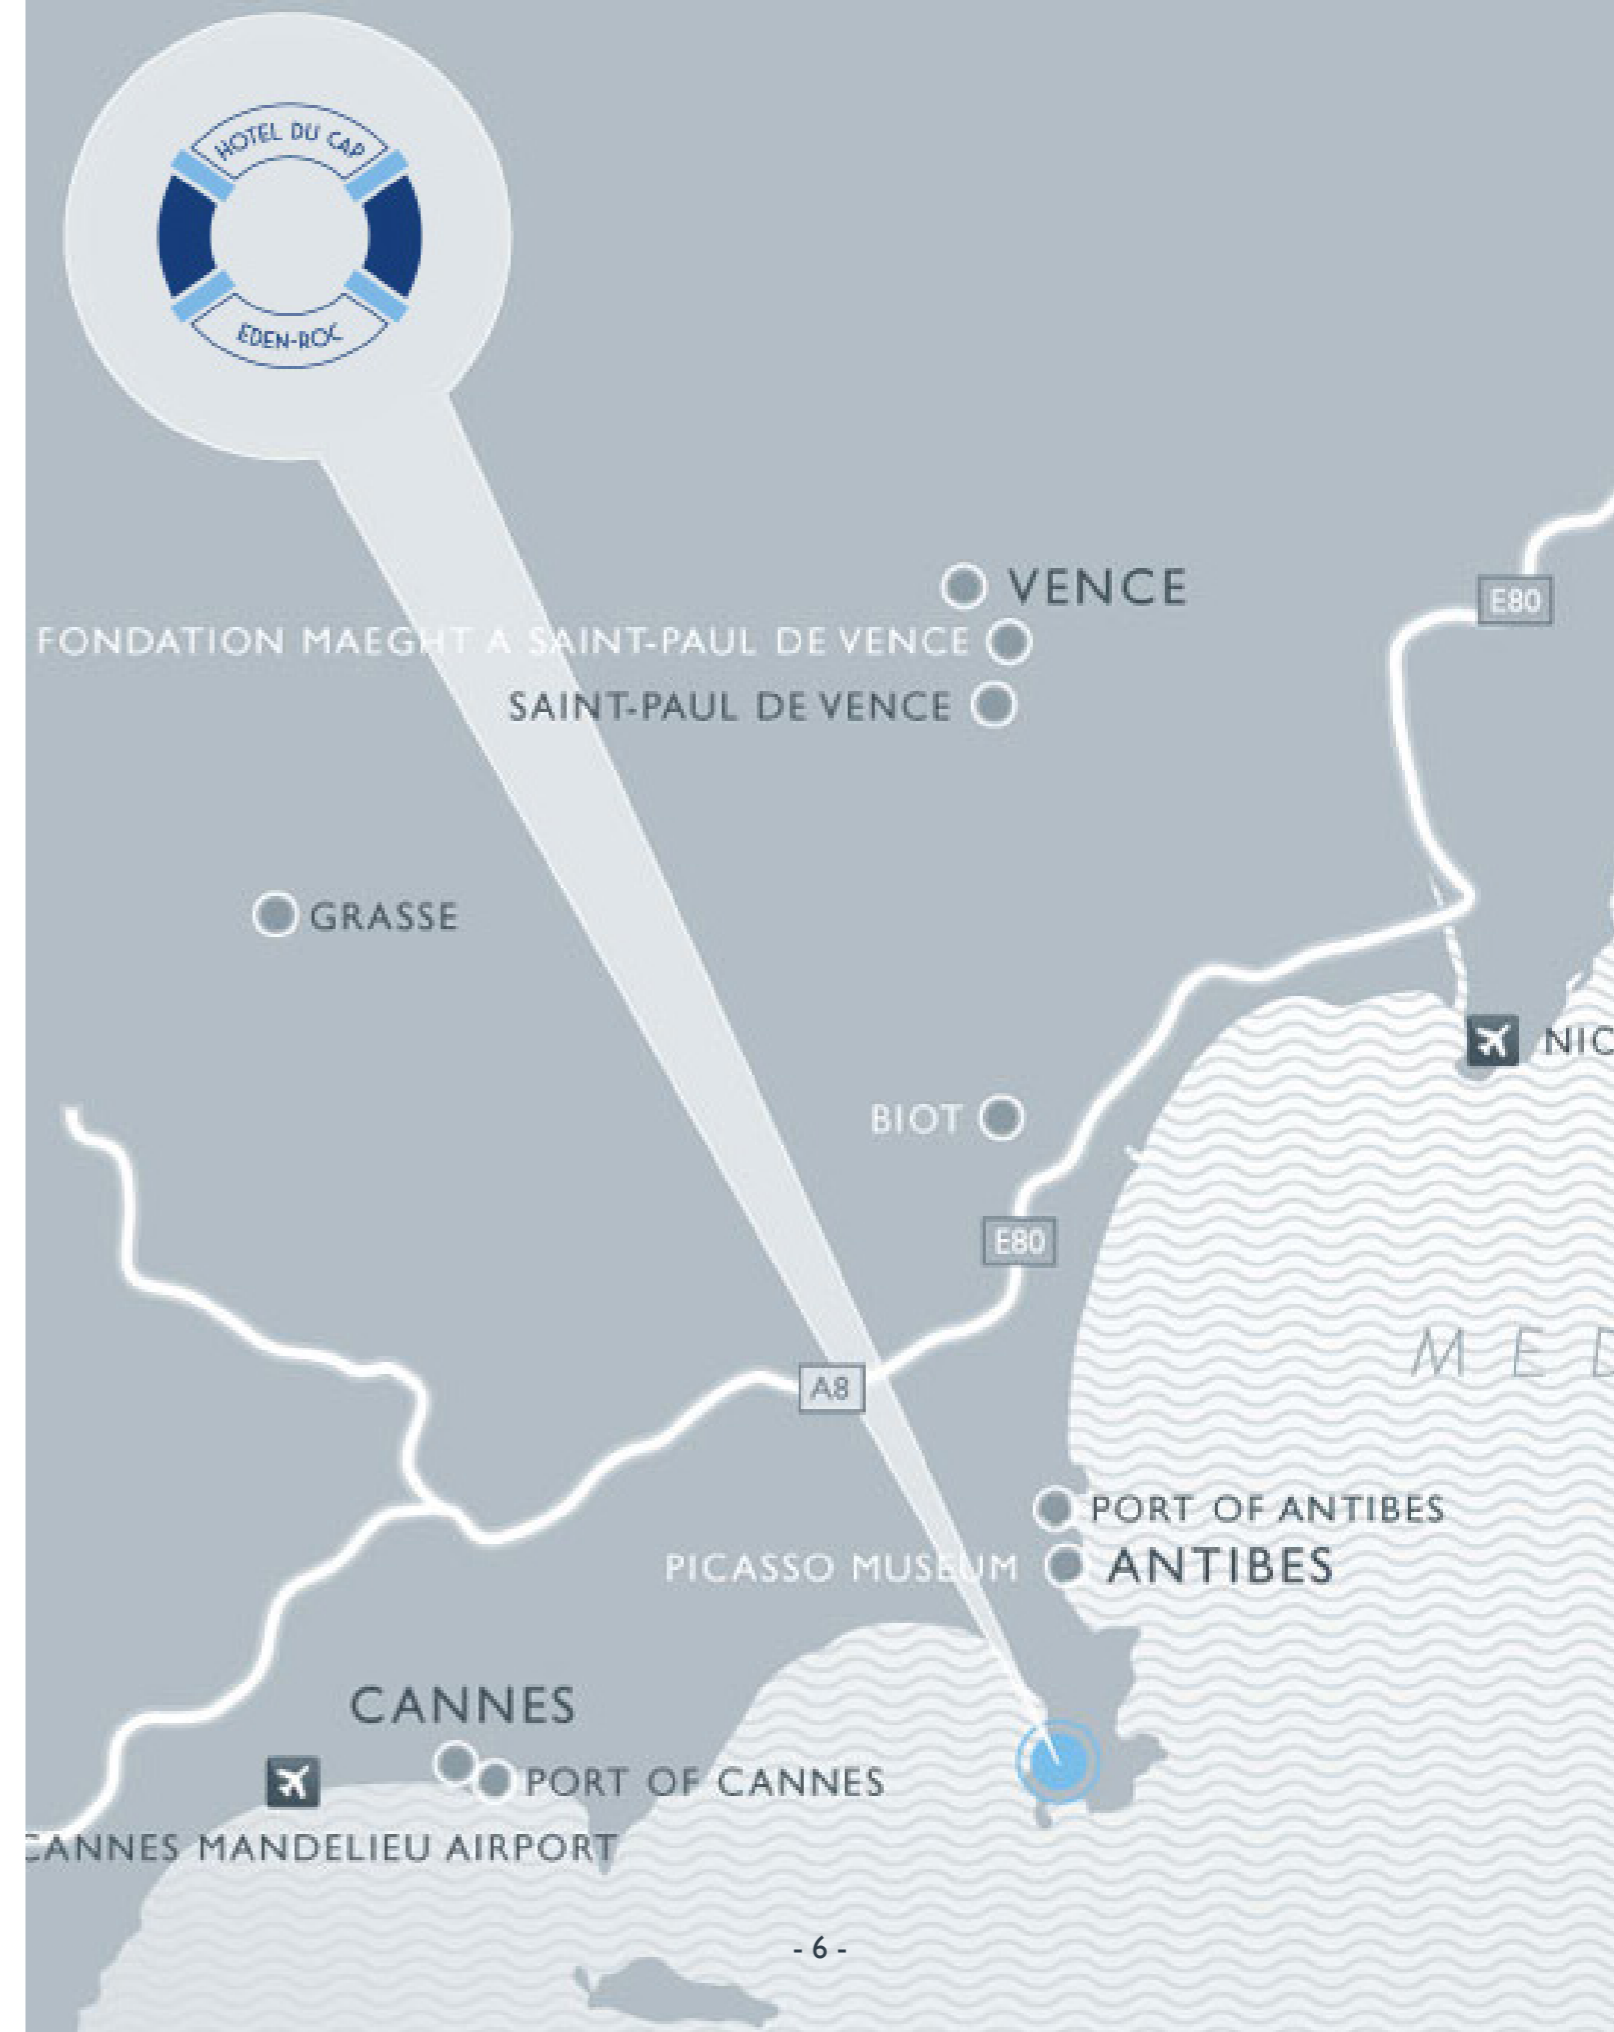 HOTEL DU CAP
EDEN-ROC
VENCE
E80
FONDATION MAEGHT A SAINT-PAUL DE VENCE
SAINT-PAUL DE VENCE
GRASSE
NIC
BIOT
E80
MED
A8
PORT OF ANTIBES
PICASSO MUSEUM
ANTIBES
CANNES
PORT OF CANNES
CANNES MANDELIEU AIRPORT
- 6 -